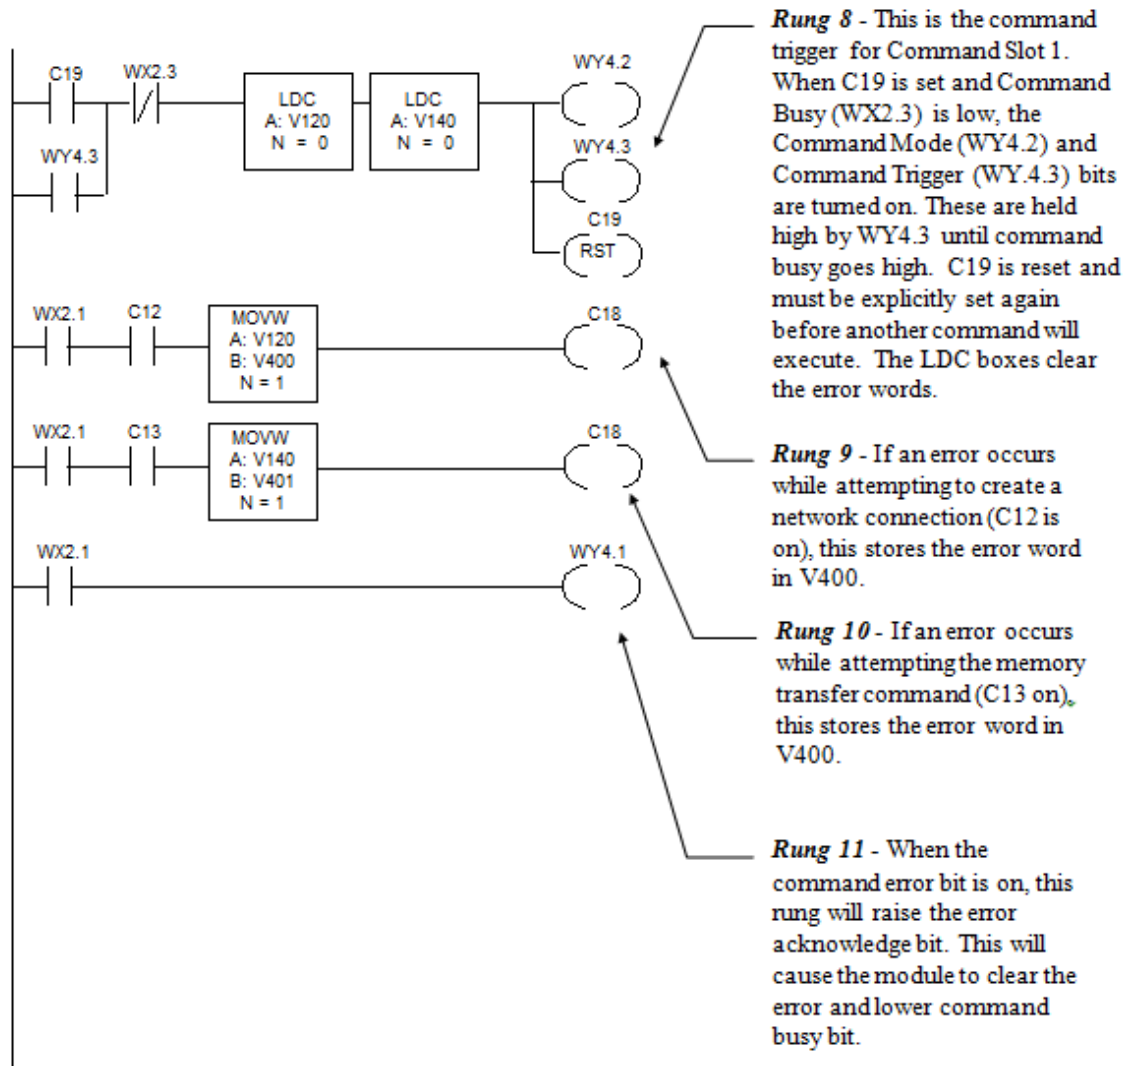 C19
WX2.3
LDC
A: V120
N = 0
LDC
A: V140
N = 0
WY4.2
WY4.3
WY4.3
C19
RST
WX2.1
C12
MOVW
A: V120
B: V400
N = 1
C18
WX2.1
C13
MOVW
A: V140
B: V401
N = 1
C18
WX2.1
WY4.1
Rung 8 - This is the command
trigger for Command Slot 1.
When C19 is set and Command
Busy (WX2.3) is low, the
Command Mode (WY4.2) and
Command Trigger (WY.4.3) bits
are turned on. These are held
high by WY4.3 until command
busy goes high. C19 is reset and
must be explicitly set again
before another command will
execute. The LDC boxes clear
the error words.
Rung 9 - If an error occurs
while attempting to create a
network connection (C12 is
on), this stores the error word
in V400.
Rung 10 - If an error occurs
while attempting the memory
transfer command (C13 on),
this stores the error word in
V400.
Rung 11 - When the
command error bit is on, this
rung will raise the error
acknowledge bit. This will
cause the module to clear the
error and lower command
busy bit.